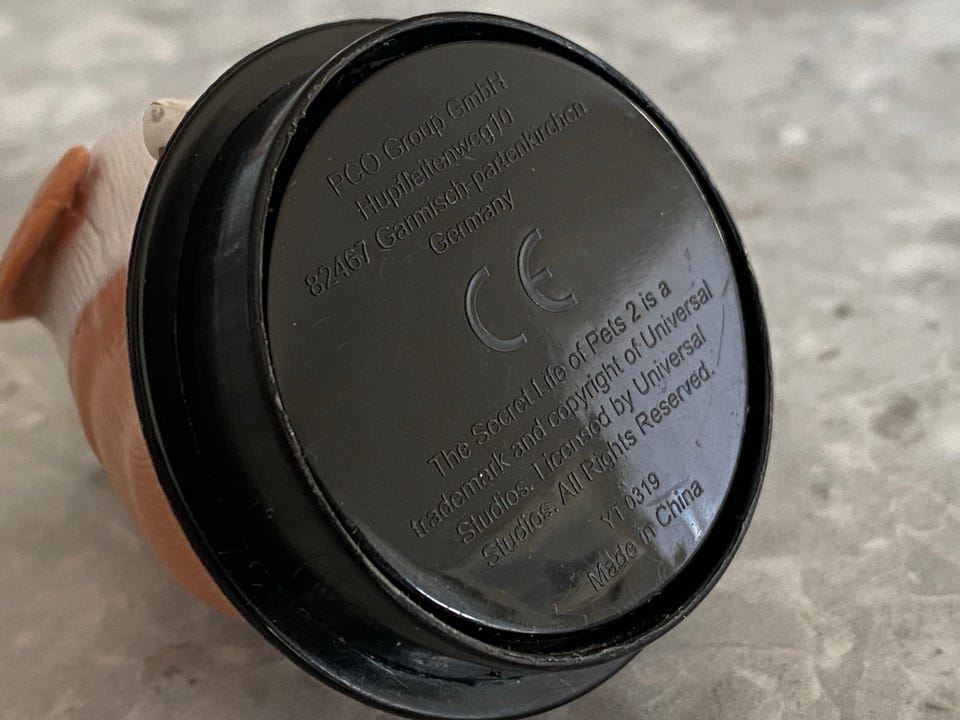 PCO Group GmbH
Hupfleitenweg10
82467 Garmisch-partenkirchen
Germany
CE
The Secret Life of Pets 2 is a
trademark and copyright of Universal
Studios. Licensed by Universal
Studios. All Rights Reserved.
YT 0319
Made in China